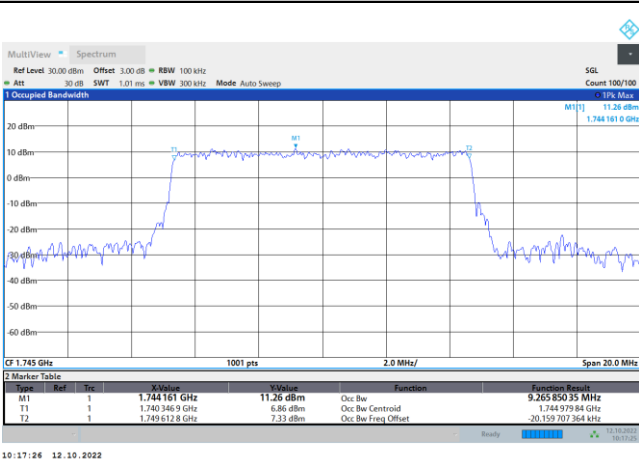 MultiView Spectrum
Ref Level 30.00 dBm Offset 3.00 dB RBW 100 kHz SGL
Att 30 dB SWT 1.01 ms VBW 300 kHz Mode Auto Sweep Count 100/100
1 Occupied Bandwidth 1Pk Max
M1[1] 11.26 dBm
1.744 161 0 GHz
20 dBm
M1
T1
T2
10 dBm
0 dBm
-10 dBm
-20 dBm
-30 dBm
-40 dBm
-50 dBm
-60 dBm
CF 1.745 GHz 1001 pts 2.0 MHz/ Span 20.0 MHz
2 Marker Table
Type Ref Trc X-Value Y-Value Function Function Result
M1 1 1.744 161 GHz 11.26 dBm Occ Bw 9.265 850 35 MHz
T1 1 1.740 346 9 GHz 6.86 dBm Occ Bw Centroid 1.744 979 84 GHz
T2 1 1.749 612 8 GHz 7.33 dBm Occ Bw Freq Offset -20.159 707 364 kHz
Ready 12.10.2022
10:17:25
10:17:26 12.10.2022